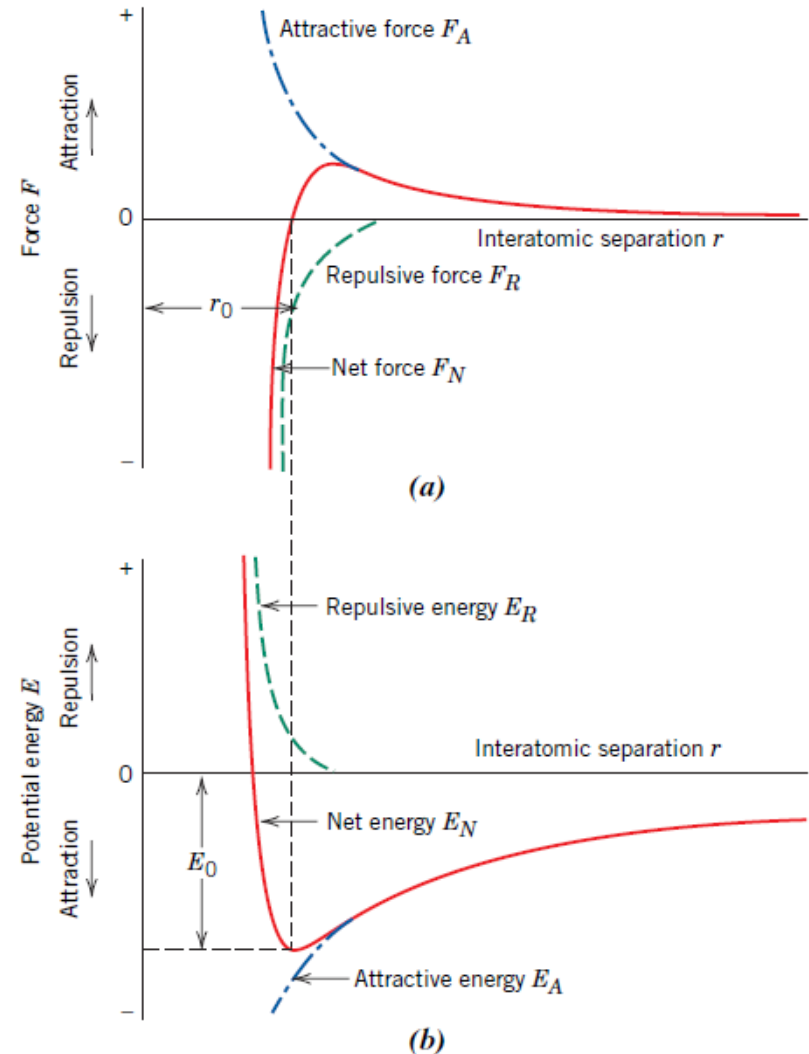 +
Attractive force F_A
Attraction
Force F
0
Interatomic separation r
Repulsive force F_R
Repulsion
r_0
Net force F_N
–
(a)
+
Repulsive energy E_R
Repulsion
Potential energy E
Interatomic separation r
0
Net energy E_N
E_0
Attraction
Attractive energy E_A
–
(b)